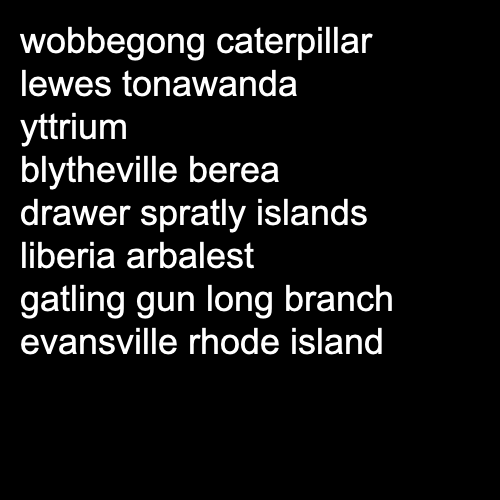 wobbegong caterpillar
lewes tonawanda
yttrium
blytheville berea
drawer spratly islands
liberia arbalest
gatling gun long branch
evansville rhode island